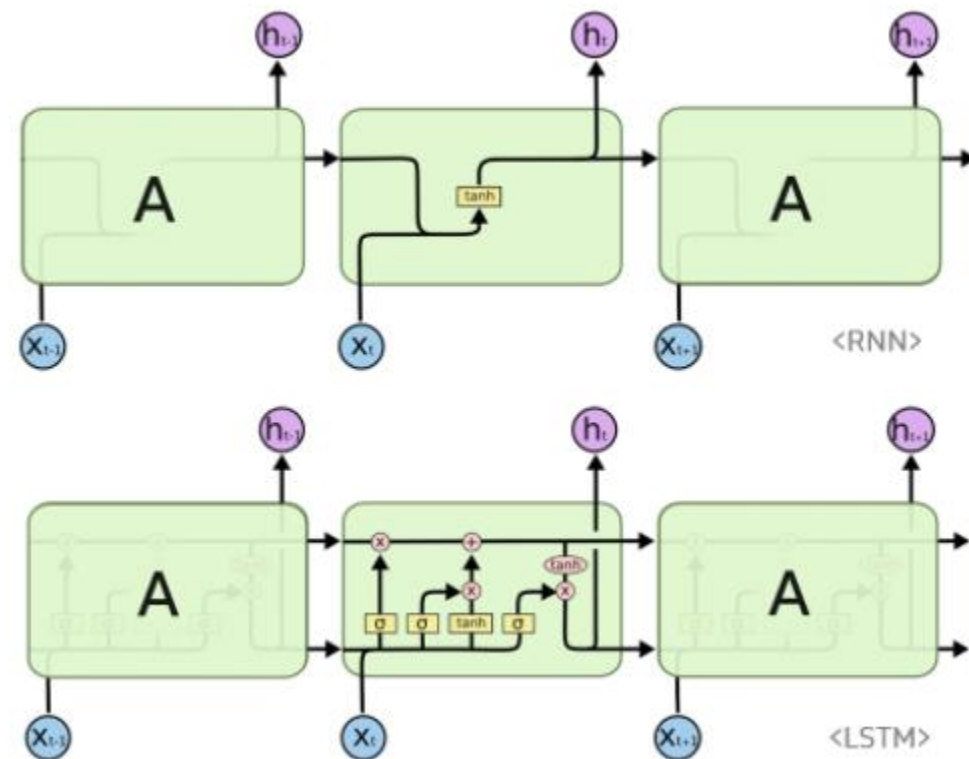 ht-1 ht ht+1
A tanh A
xt-1 xt xt+1
<RNN>
ht-1 ht ht+1
x +
tanh
A x x A
σ σ tanh σ
xt-1 xt xt+1
<LSTM>